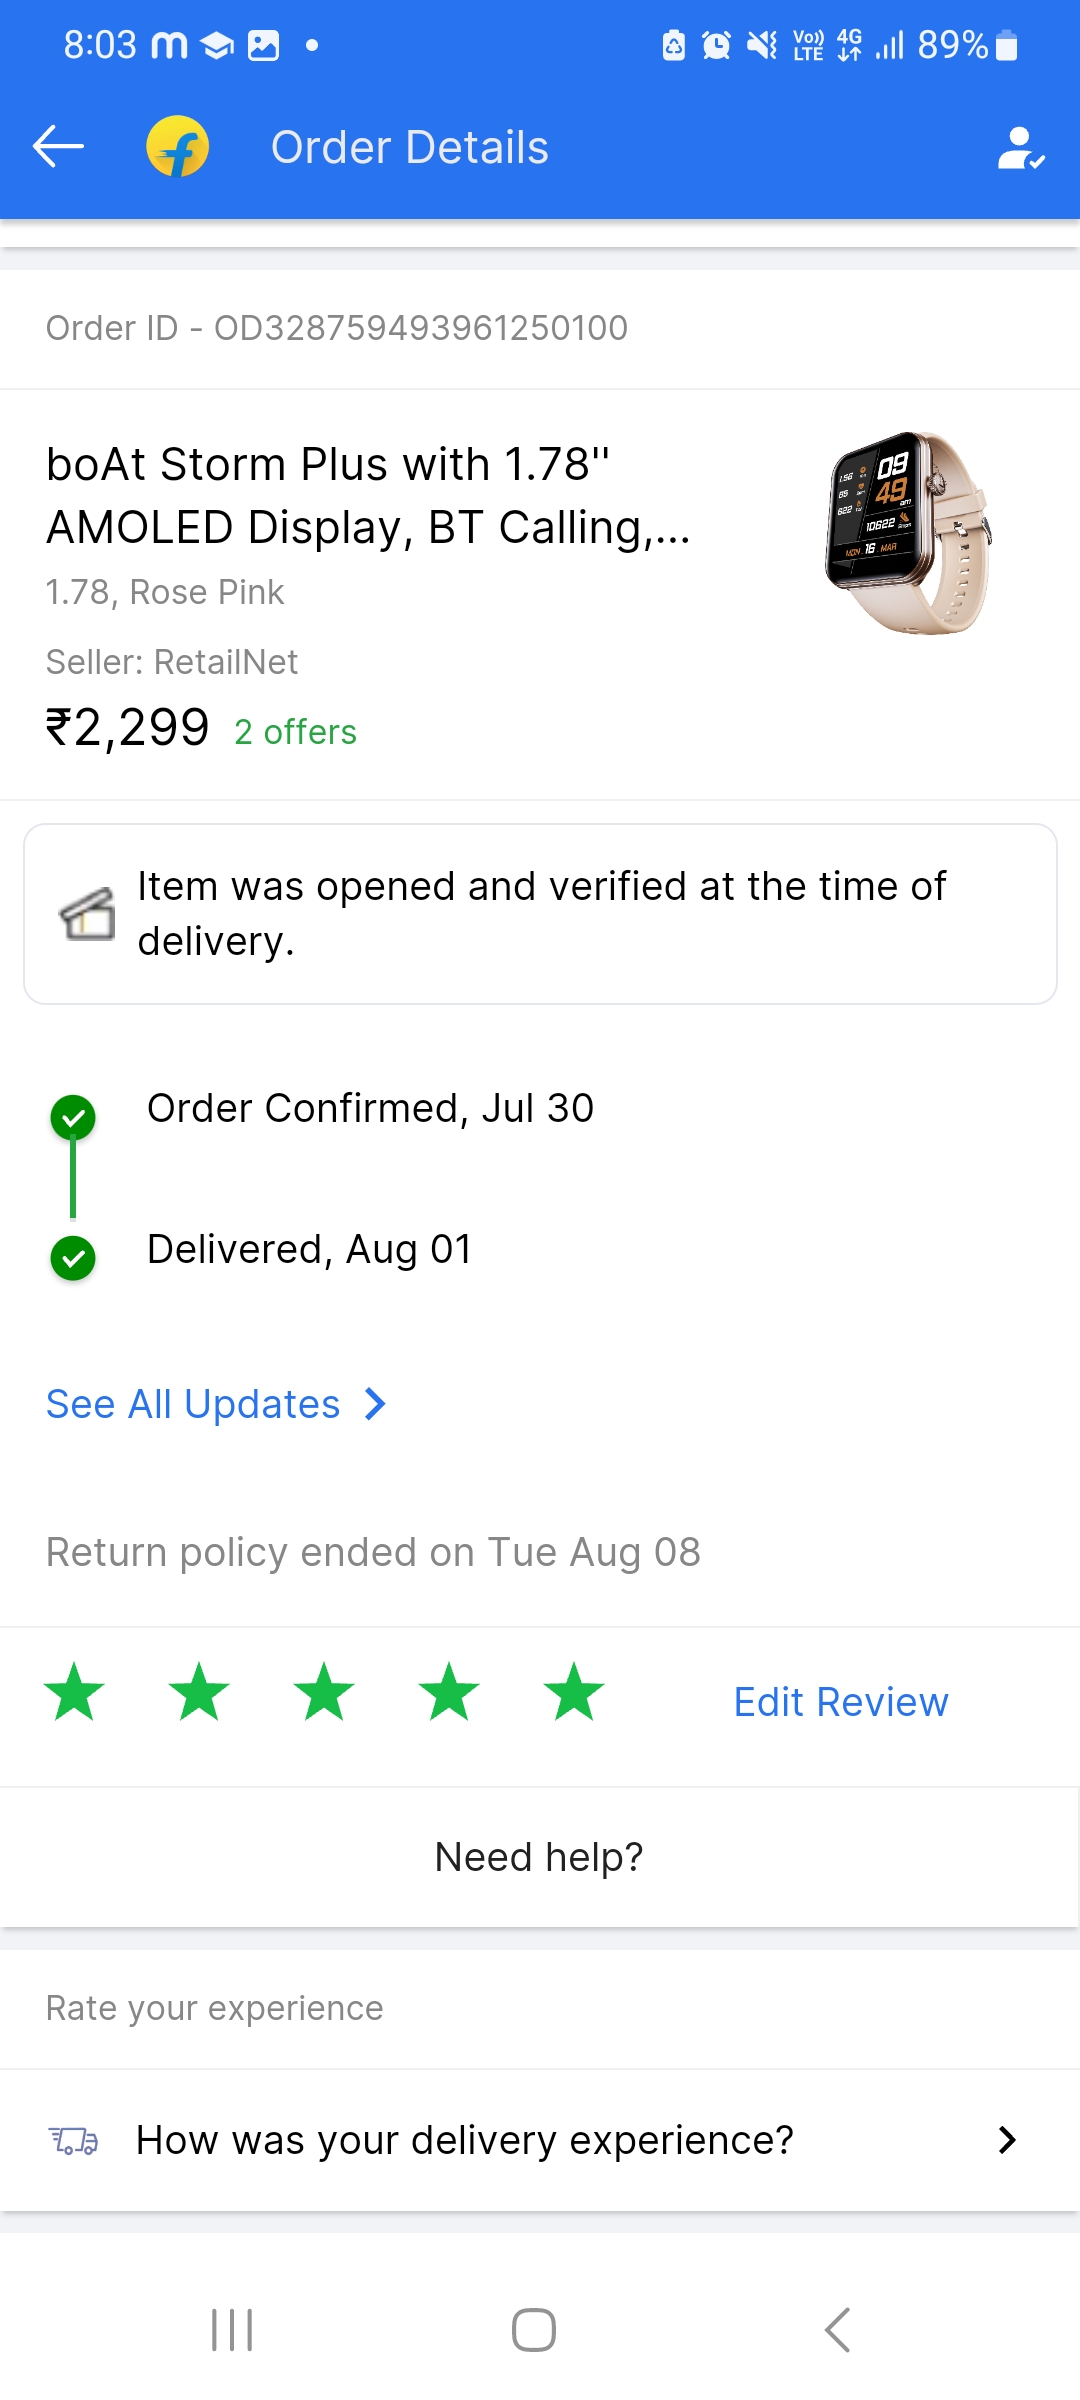 8:03 89%
VoLTE 4G
Order Details
Order ID - OD328759493961250100
boAt Storm Plus with 1.78"
AMOLED Display, BT Calling,...
1.78, Rose Pink
Seller: RetailNet
₹2,299 2 offers
09
49
am
10622
MON 16 MAR
Item was opened and verified at the time of
delivery.
Order Confirmed, Jul 30
Delivered, Aug 01
See All Updates
Return policy ended on Tue Aug 08
Edit Review
Need help?
Rate your experience
How was your delivery experience?